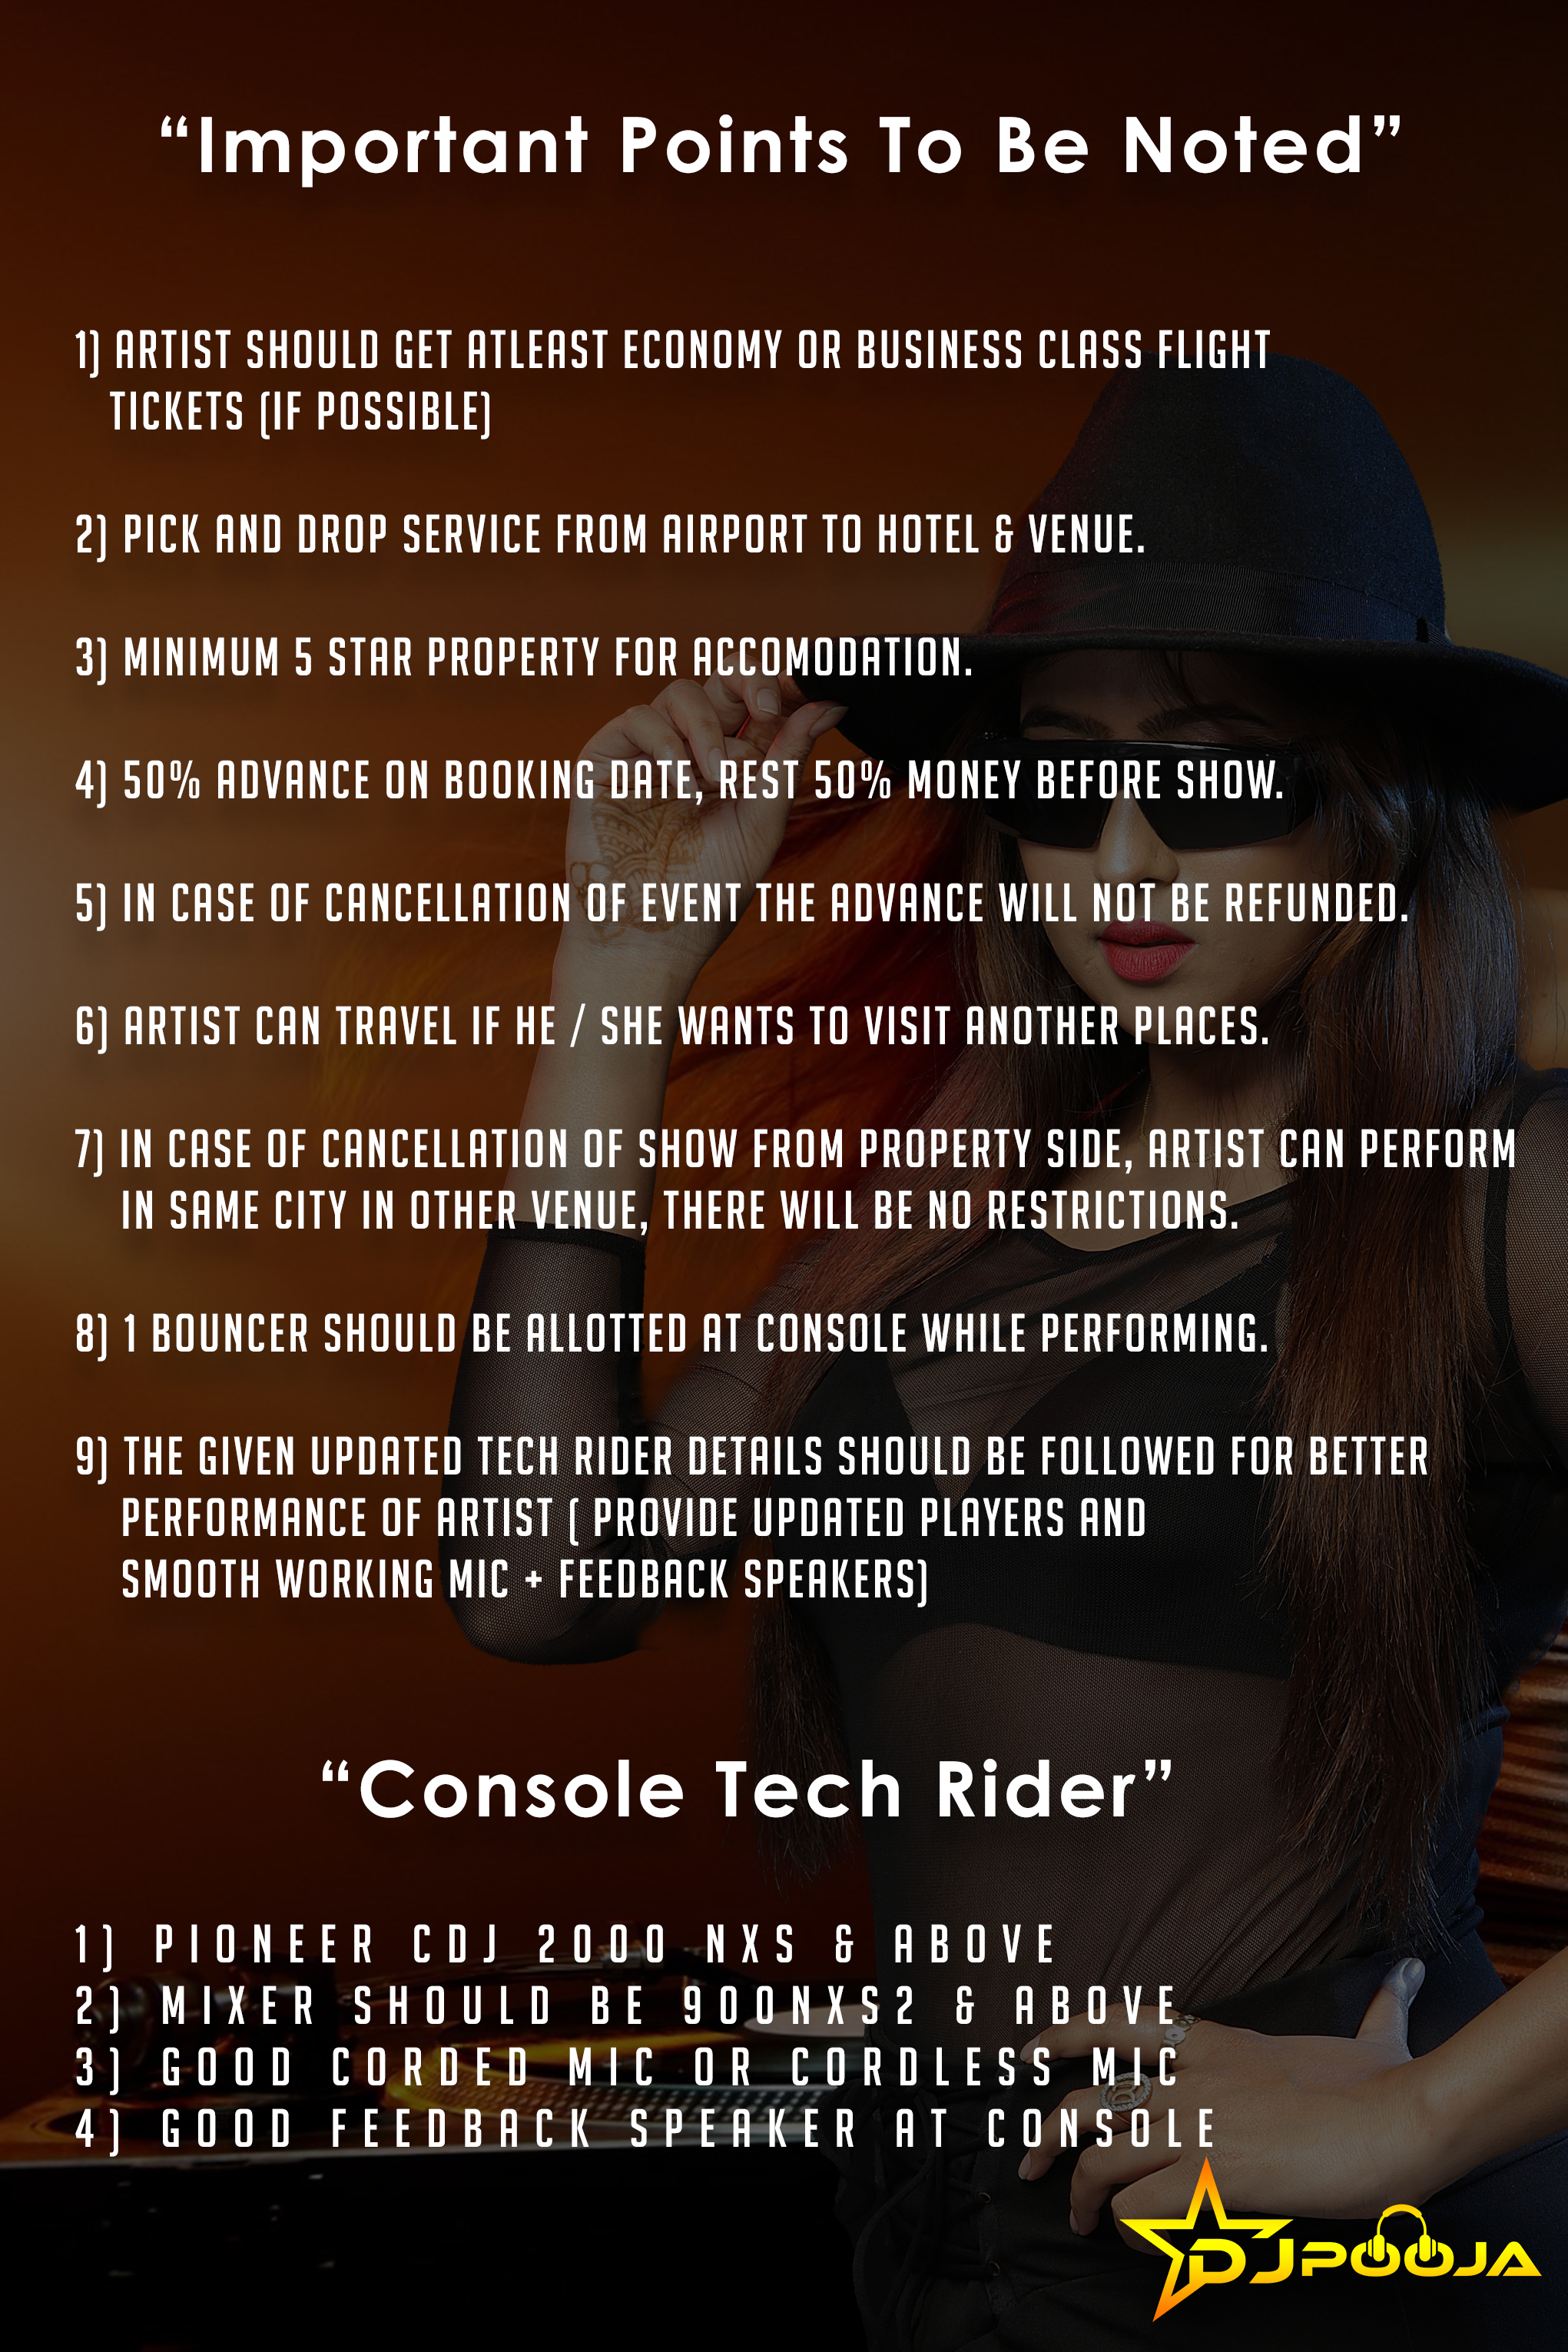 “Important Points To Be Noted”
1) ARTIST SHOULD GET ATLEAST ECONOMY OR BUSINESS CLASS FLIGHT
TICKETS (IF POSSIBLE)
2) PICK AND DROP SERVICE FROM AIRPORT TO HOTEL & VENUE.
3) MINIMUM 5 STAR PROPERTY FOR ACCOMODATION.
4) 50% ADVANCE ON BOOKING DATE, REST 50% MONEY BEFORE SHOW.
5) IN CASE OF CANCELLATION OF EVENT THE ADVANCE WILL NOT BE REFUNDED.
6) ARTIST CAN TRAVEL IF HE / SHE WANTS TO VISIT ANOTHER PLACES.
7) IN CASE OF CANCELLATION OF SHOW FROM PROPERTY SIDE, ARTIST CAN PERFORM
IN SAME CITY IN OTHER VENUE, THERE WILL BE NO RESTRICTIONS.
8) 1 BOUNCER SHOULD BE ALLOTTED AT CONSOLE WHILE PERFORMING.
9) THE GIVEN UPDATED TECH RIDER DETAILS SHOULD BE FOLLOWED FOR BETTER
PERFORMANCE OF ARTIST ( PROVIDE UPDATED PLAYERS AND
SMOOTH WORKING MIC + FEEDBACK SPEAKERS)
“Console Tech Rider”
1) PIONEER CDJ 2000 NXS & ABOVE
2) MIXER SHOULD BE 900NXS2 & ABOVE
3) GOOD CORDED MIC OR CORDLESS MIC
4) GOOD FEEDBACK SPEAKER AT CONSOLE
DJ POOJA